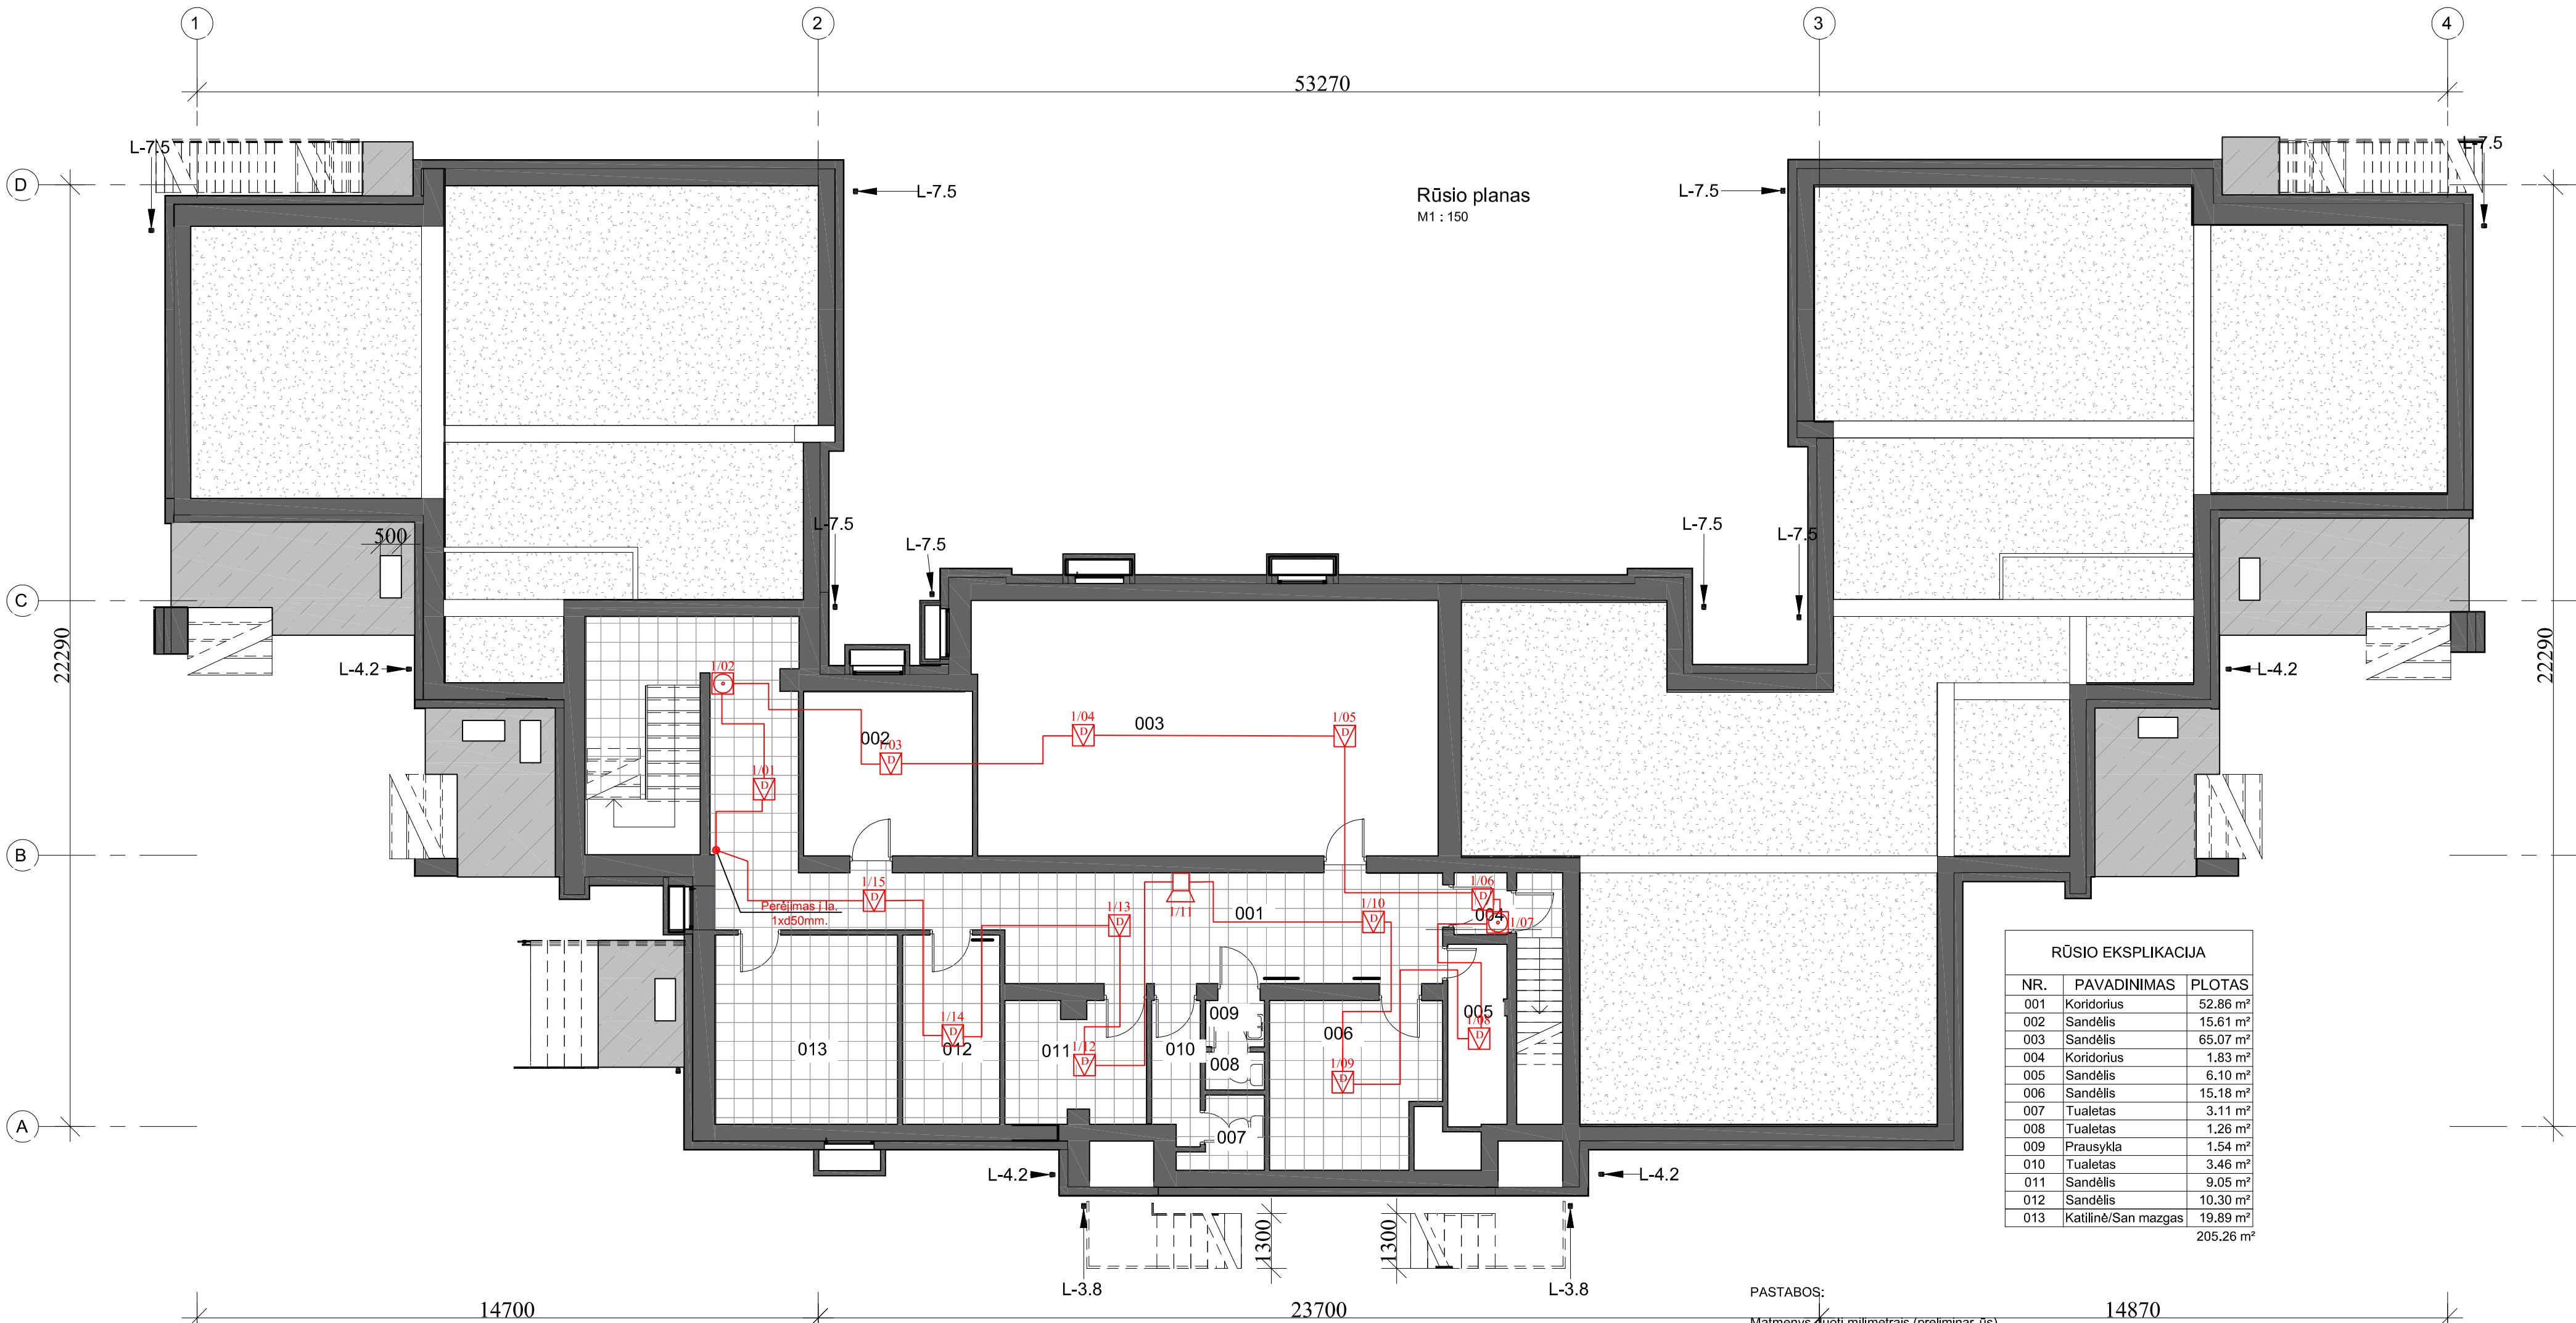 1
2
3
4
53270
L-7.5
L-7.5
D
L-7.5
L-7.5
Rūsio planas
M1 : 150
500
L-7.5
L-7.5
L-7.5
L-7.5
C
22290
22290
L-4.2
L-4.2
1/02
1/04
003
1/05
002
1/03
1/01
B
1/15
Perėjimas į Ia.
1xd50mm.
1/13
1/11
001
1/10
1/06
004
1/07
RŪSIO EKSPLIKACIJA
NR. PAVADINIMAS PLOTAS
001 Koridorius 52.86 m²
002 Sandėlis 15.61 m²
003 Sandėlis 65.07 m²
004 Koridorius 1.83 m²
005 Sandėlis 6.10 m²
006 Sandėlis 15.18 m²
007 Tualetas 3.11 m²
008 Tualetas 1.26 m²
009 Prausykla 1.54 m²
010 Tualetas 3.46 m²
011 Sandėlis 9.05 m²
012 Sandėlis 10.30 m²
013 Katilinė/San mazgas 19.89 m²
205.26 m²
013
1/14
012
011
1/12
010
009
008
006
1/09
005
1/08
A
007
L-4.2
L-4.2
1300
1300
L-3.8
L-3.8
PASTABOS:
14700
23700
14870
Matmenys duoti milimetrais (preliminarūs)